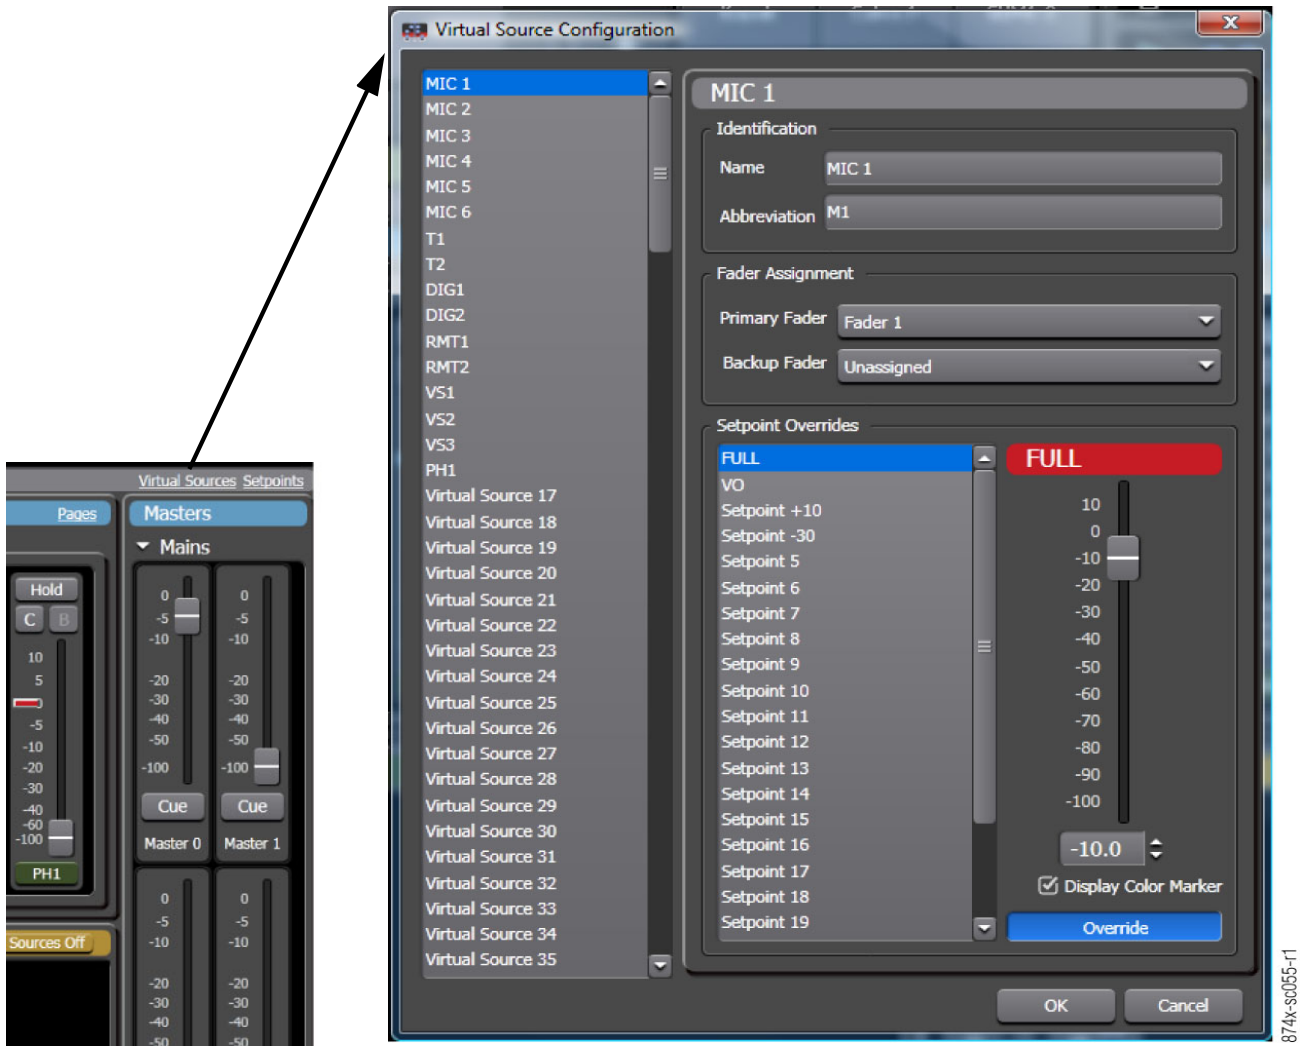 Virtual Source Configuration
X
MIC 1
MIC 2
MIC 3
MIC 4
MIC 5
MIC 6
T1
T2
DIG1
DIG2
RMT1
RMT2
VS1
VS2
VS3
PH1
Virtual Source 17
Virtual Source 18
Virtual Source 19
Virtual Source 20
Virtual Source 21
Virtual Source 22
Virtual Source 23
Virtual Source 24
Virtual Source 25
Virtual Source 26
Virtual Source 27
Virtual Source 28
Virtual Source 29
Virtual Source 30
Virtual Source 31
Virtual Source 32
Virtual Source 33
Virtual Source 34
Virtual Source 35
MIC 1
Identification
Name MIC 1
Abbreviation M1
Fader Assignment
Primary Fader Fader 1
Backup Fader Unassigned
Setpoint Overrides
FULL
VO
Setpoint +10
Setpoint -30
Setpoint 5
Setpoint 6
Setpoint 7
Setpoint 8
Setpoint 9
Setpoint 10
Setpoint 11
Setpoint 12
Setpoint 13
Setpoint 14
Setpoint 15
Setpoint 16
Setpoint 17
Setpoint 18
Setpoint 19
FULL
10
0
-10
-20
-30
-40
-50
-60
-70
-80
-90
-100
-10.0
Display Color Marker
Override
OK Cancel
Virtual Sources Setpoints
Pages
Hold
C B
10
5
-5
-10
-20
-30
-40
-60
-100
PH1
Sources Off
Masters
Mains
0 0
-5 -5
-10 -10
-20 -20
-30 -30
-40 -40
-50 -50
-100 -100
Cue Cue
Master 0 Master 1
0 0
-5 -5
-10 -10
-20 -20
-30 -30
-40 -40
-50 -50
874x-sc055-r1